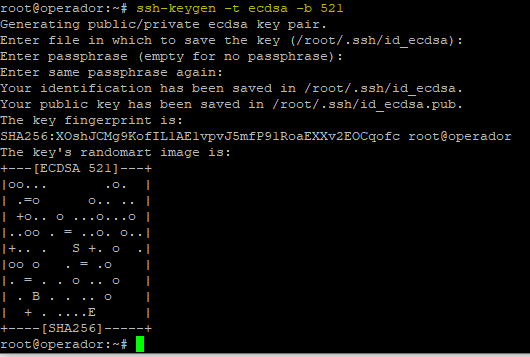 root@operador:~# ssh-keygen -t ecdsa -b 521
Generating public/private ecdsa key pair.
Enter file in which to save the key (/root/.ssh/id_ecdsa):
Enter passphrase (empty for no passphrase):
Enter same passphrase again:
Your identification has been saved in /root/.ssh/id_ecdsa.
Your public key has been saved in /root/.ssh/id_ecdsa.pub.
The key fingerprint is:
SHA256:XOshJCMg9KofILlAElvpvJ5mfP9lRoaEXXv2EOCqofc root@operador
The key's randomart image is:
+---[ECDSA 521]---+
|oo...       .o.  |
| .=o      o.. .. |
| +o.. o ...o...o |
|..oo . = ..o. o..|
|+.. .   S +. o  .|
|oo o   . = .o    |
|. = . . o .. o   |
| . B . . .. o    |
|  + . ....E      |
+----[SHA256]-----+
root@operador:~#